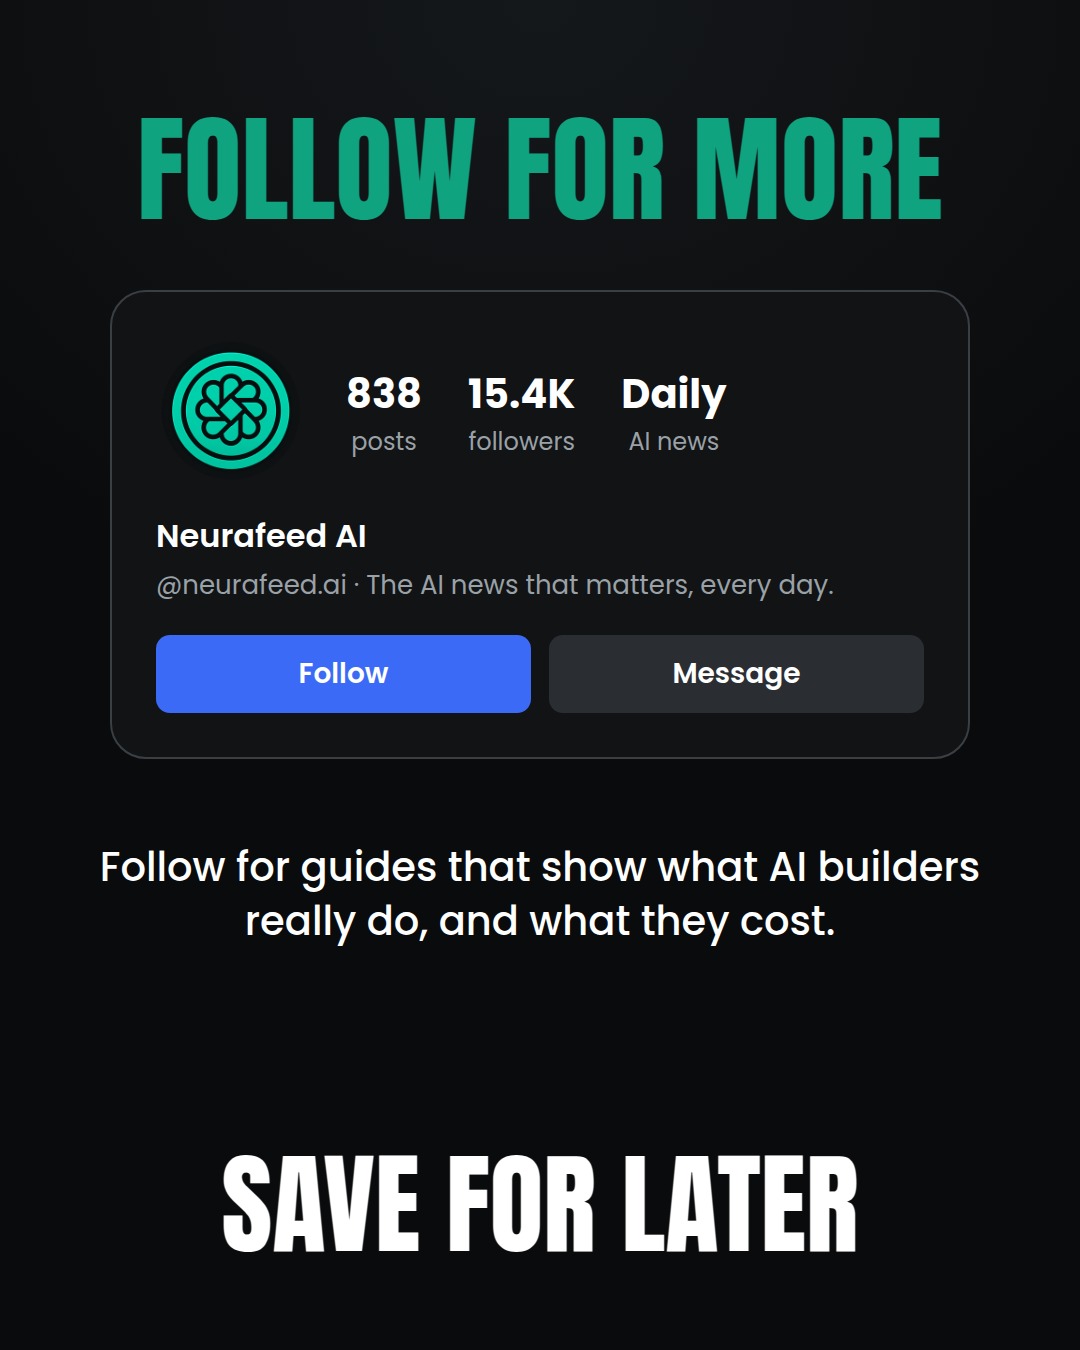 FOLLOW FOR MORE
838 15.4K Daily
posts followers AI news
Neurafeed AI
@neurafeed.ai · The AI news that matters, every day.
Follow Message
Follow for guides that show what AI builders
really do, and what they cost.
SAVE FOR LATER